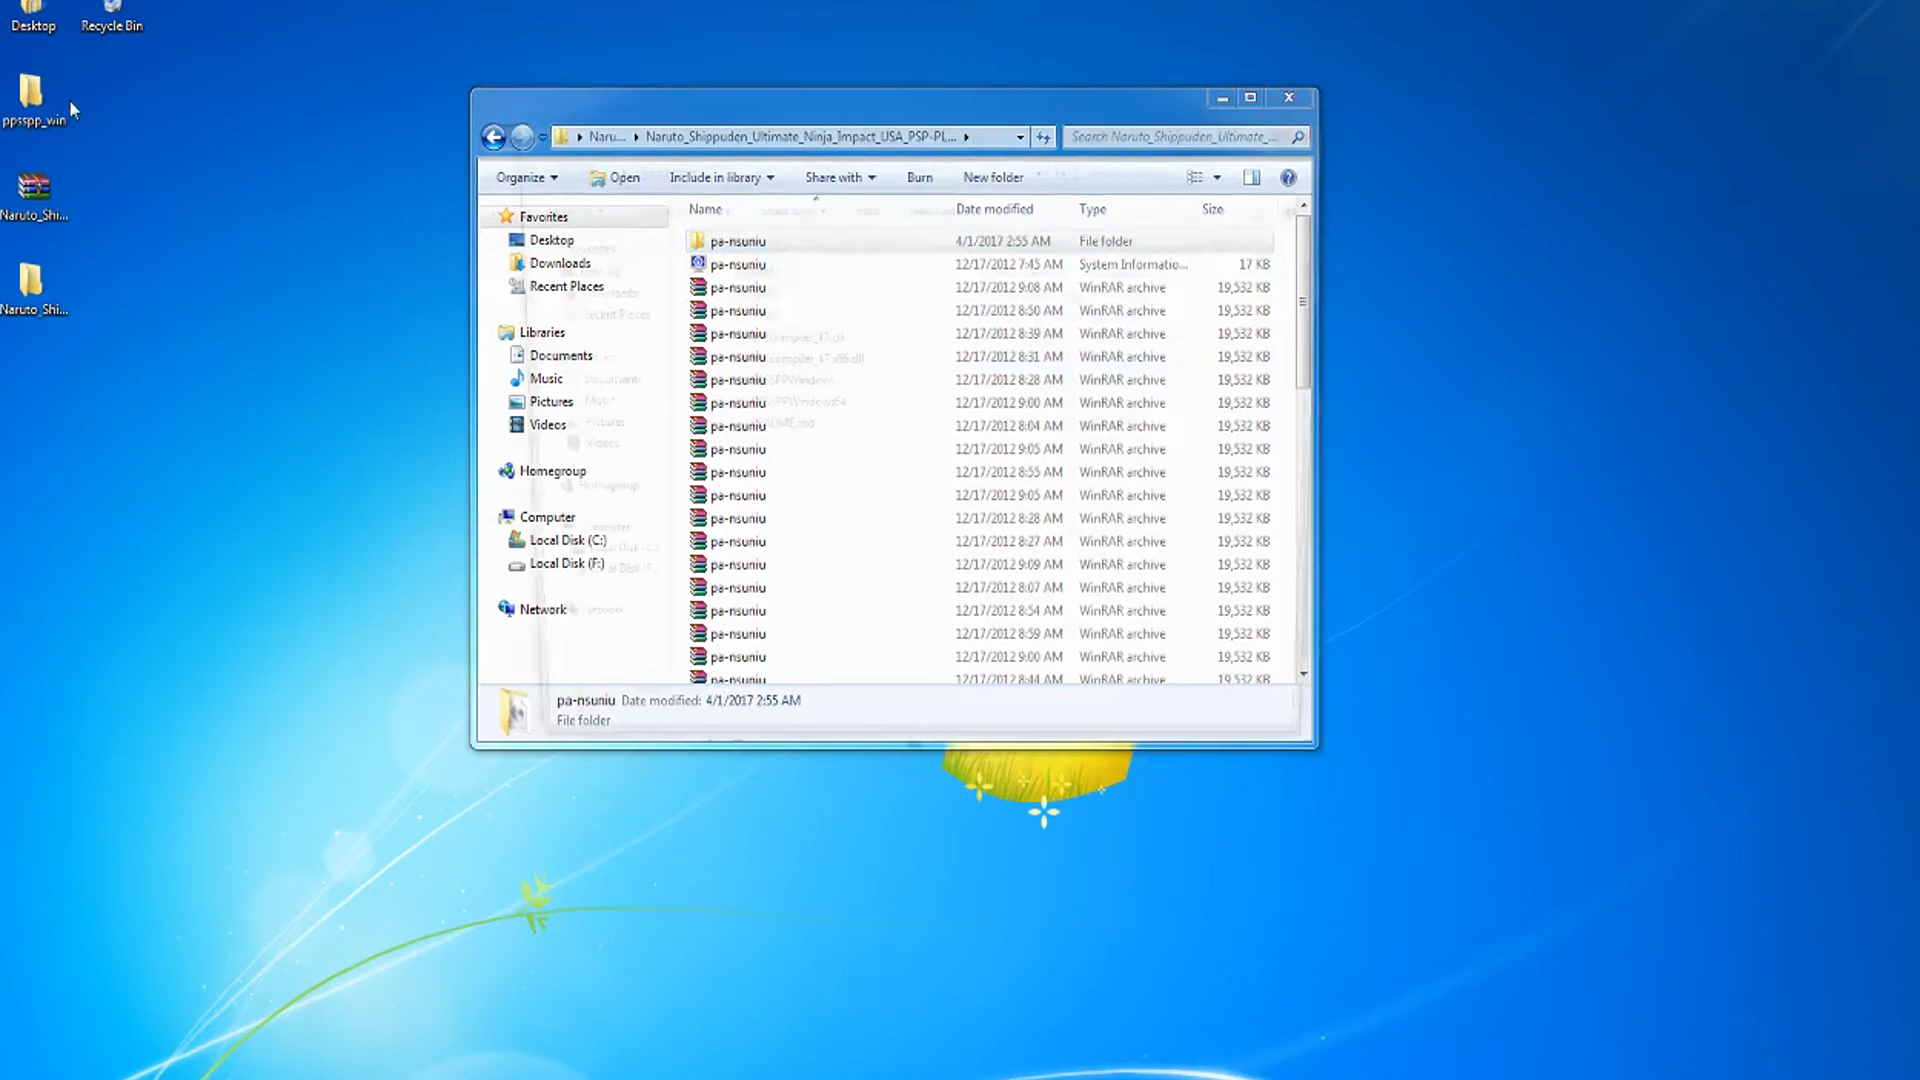 Desktop
Recycle Bin
ppsspp_win
Naruto_Shi...
Naruto_Shi...
Naru... Naruto_Shippuden_Ultimate_Ninja_Impact_USA_PSP-PL...
Search Naruto_Shippuden_Ultimate_...
Organize Open Include in library Share with Burn New folder
Name Date modified Type Size
Favorites
Desktop
Downloads
Recent Places
Libraries
Documents
Music
Pictures
Videos
Homegroup
Computer
Local Disk (C:)
Local Disk (F:)
Network
pa-nsuniu 4/1/2017 2:55 AM File folder
pa-nsuniu 12/17/2012 7:45 AM System Informatio... 17 KB
pa-nsuniu 12/17/2012 9:08 AM WinRAR archive 19,532 KB
pa-nsuniu 12/17/2012 8:50 AM WinRAR archive 19,532 KB
pa-nsuniu 12/17/2012 8:39 AM WinRAR archive 19,532 KB
pa-nsuniu 12/17/2012 8:31 AM WinRAR archive 19,532 KB
pa-nsuniu 12/17/2012 8:28 AM WinRAR archive 19,532 KB
pa-nsuniu 12/17/2012 9:00 AM WinRAR archive 19,532 KB
pa-nsuniu 12/17/2012 8:04 AM WinRAR archive 19,532 KB
pa-nsuniu 12/17/2012 9:05 AM WinRAR archive 19,532 KB
pa-nsuniu 12/17/2012 8:55 AM WinRAR archive 19,532 KB
pa-nsuniu 12/17/2012 9:05 AM WinRAR archive 19,532 KB
pa-nsuniu 12/17/2012 8:28 AM WinRAR archive 19,532 KB
pa-nsuniu 12/17/2012 8:27 AM WinRAR archive 19,532 KB
pa-nsuniu 12/17/2012 9:09 AM WinRAR archive 19,532 KB
pa-nsuniu 12/17/2012 8:07 AM WinRAR archive 19,532 KB
pa-nsuniu 12/17/2012 8:54 AM WinRAR archive 19,532 KB
pa-nsuniu 12/17/2012 8:59 AM WinRAR archive 19,532 KB
pa-nsuniu 12/17/2012 9:00 AM WinRAR archive 19,532 KB
pa-nsuniu 12/17/2012 8:44 AM WinRAR archive 19,532 KB
pa-nsuniu Date modified: 4/1/2017 2:55 AM
File folder